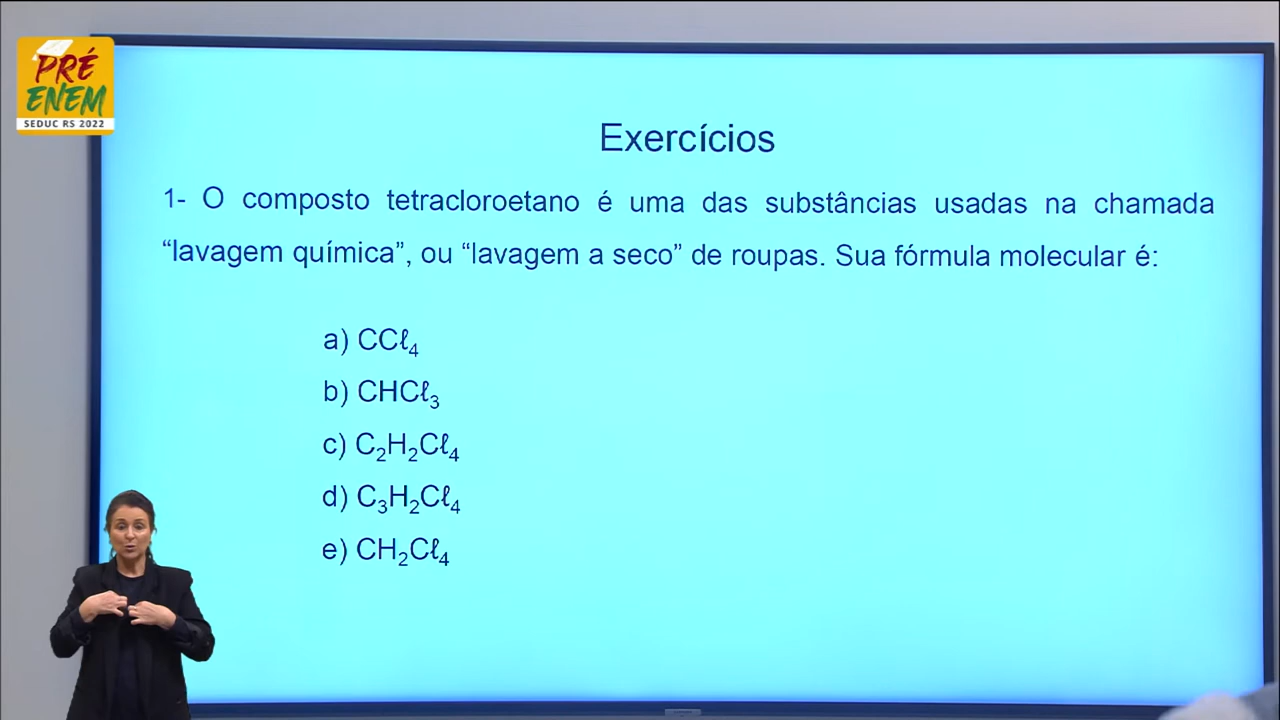 PRÉ
ENEM
SEDUC RS 2022
Exercícios
1- O composto tetracloroetano é uma das substâncias usadas na chamada
“lavagem química”, ou “lavagem a seco” de roupas. Sua fórmula molecular é:
a) CCℓ₄
b) CHCℓ₃
c) C₂H₂Cℓ₄
d) C₃H₂Cℓ₄
e) CH₂Cℓ₄